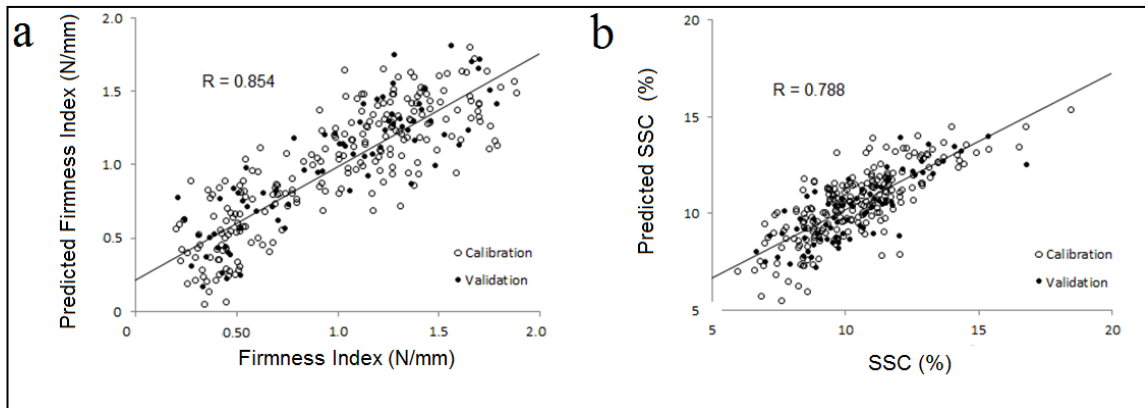 a
Predicted Firmness Index (N/mm)
2.0
1.5
1.0
0.5
0
R = 0.854
Calibration
Validation
0 0.50 1.0 1.5 2.0
Firmness Index (N/mm)
b
Predicted SSC (%)
20
15
10
5
R = 0.788
Calibration
Validation
5 10 15 20
SSC (%)